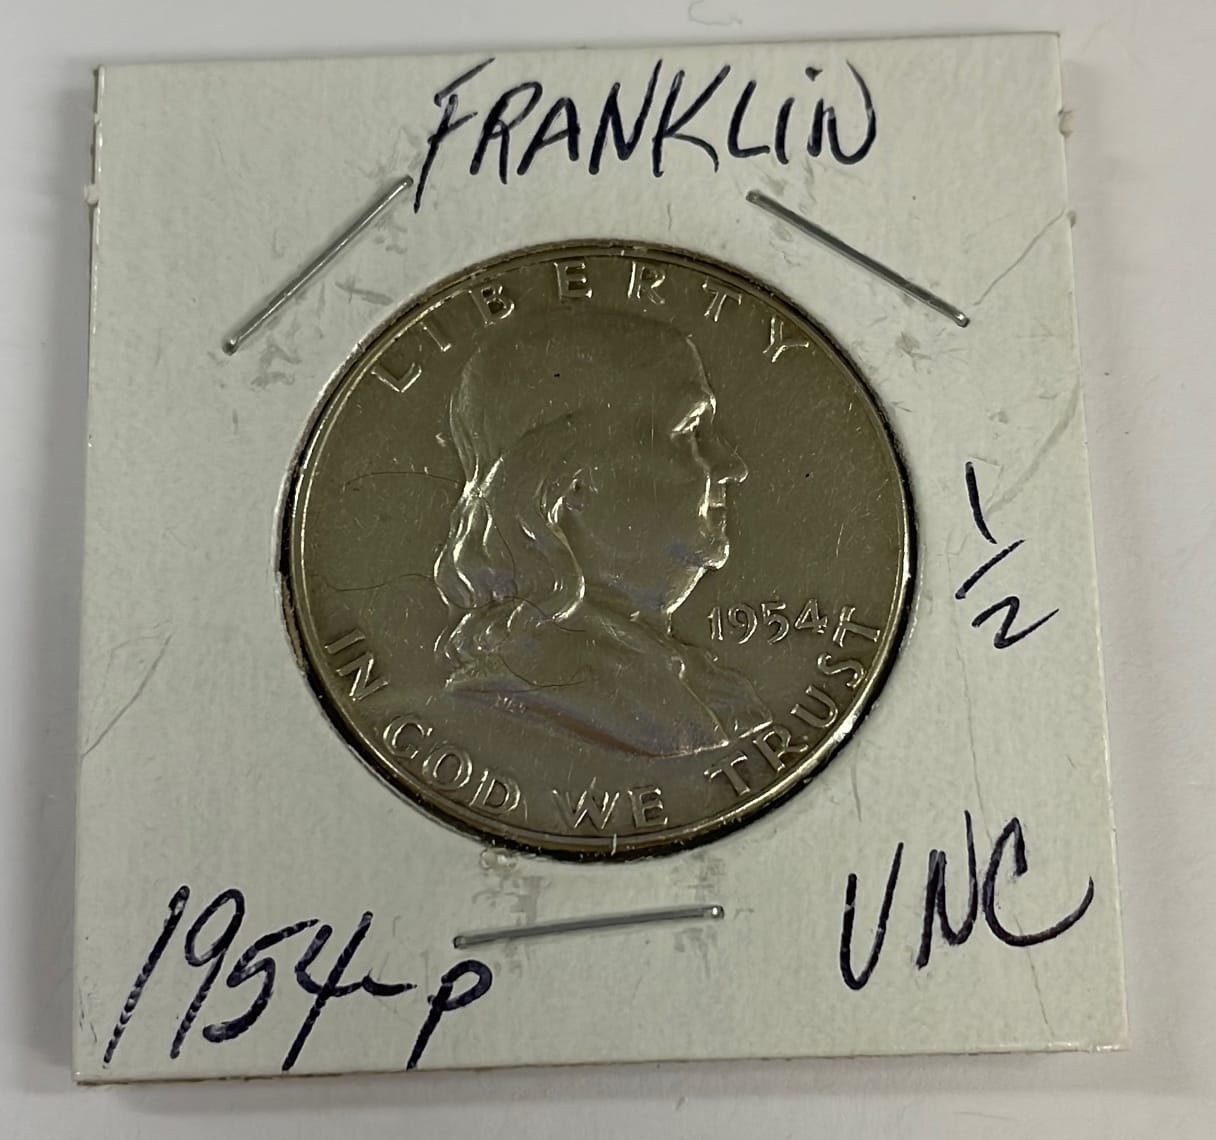 FRANKLIN
LIBERTY
1954
IN GOD WE TRUST
1/2
1954-P
UNC